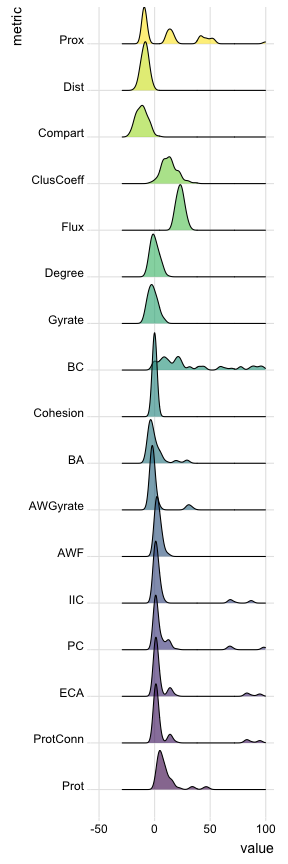 metric
Prox
Dist
Compart
ClusCoeff
Flux
Degree
Gyrate
BC
Cohesion
BA
AWGyrate
AWF
IIC
PC
ECA
ProtConn
Prot
-50 0 50 100
value